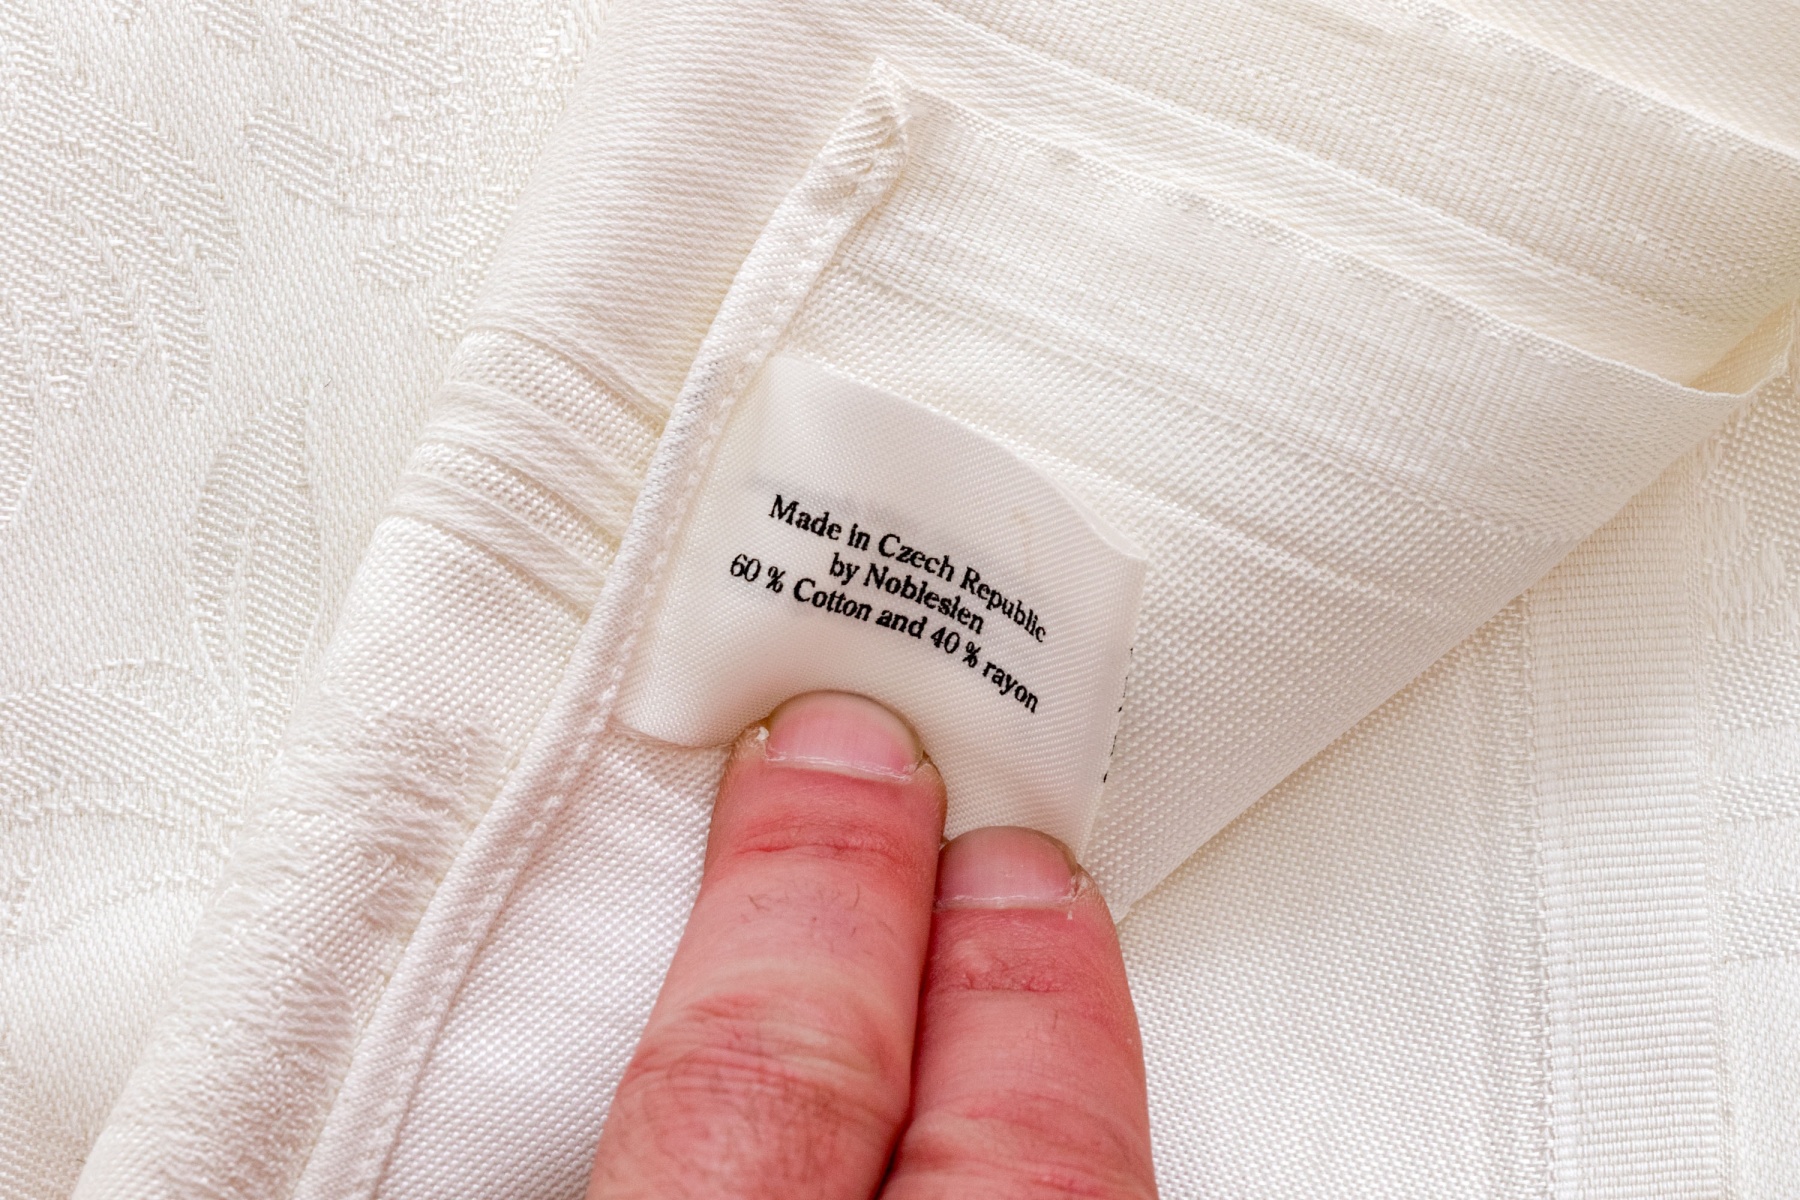 Made in Czech Republic
by Nobleslen
60 % Cotton and 40 % rayon